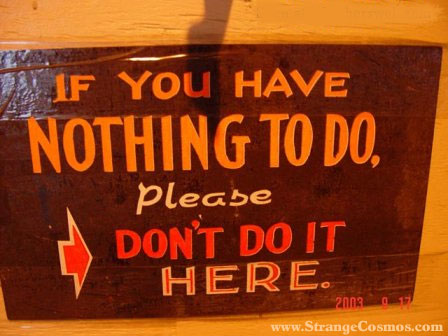 IF YOU HAVE
NOTHING TO DO,
Please
DON'T DO IT
HERE.
2003 9 17
www.StrangeCosmos.com